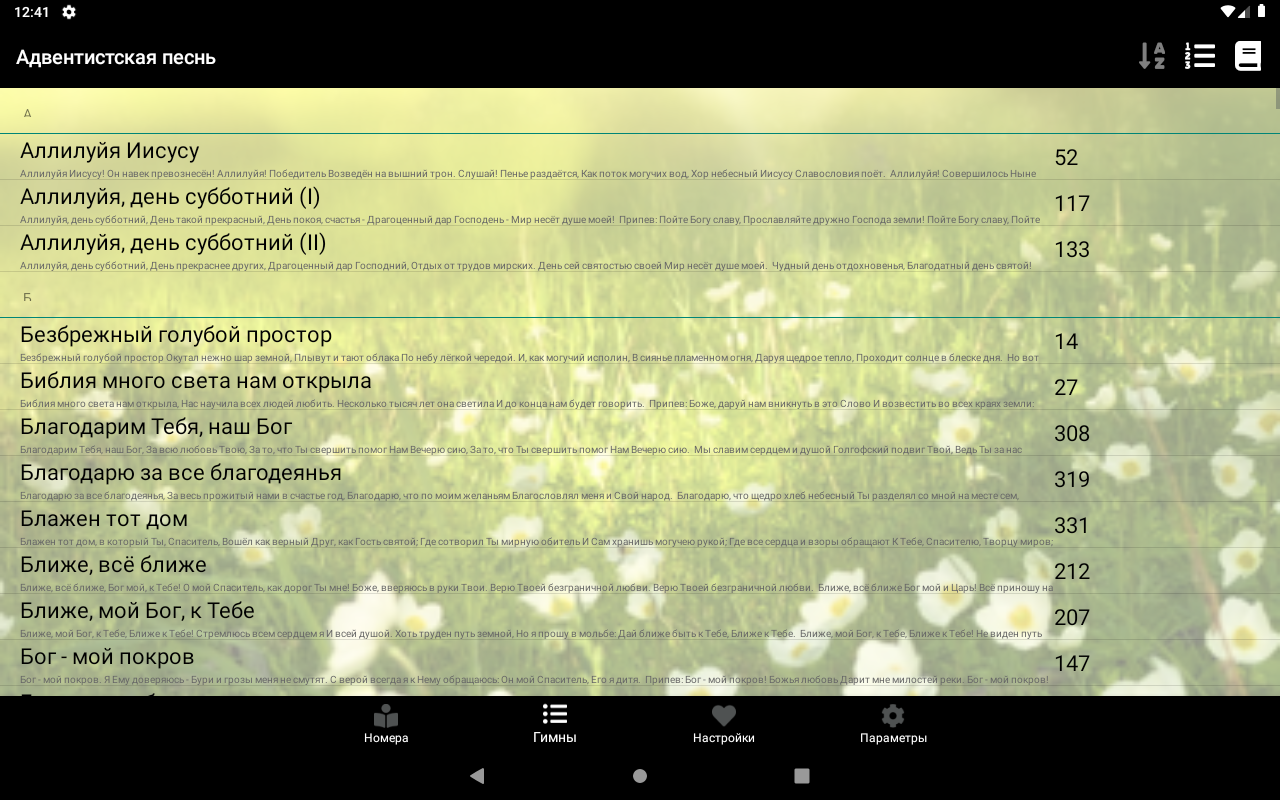 12:41
Адвентистская песнь
А
Аллилуйя Иисусу
52
Аллилуйя Иисусу! Он навек превознесён! Аллилуйя! Победитель Возведён на вышний трон. Слушай! Пенье раздаётся, Как поток могучих вод, Хор небесный Иисусу Славословия поёт. Аллилуйя! Совершилось Ныне
Аллилуйя, день субботний (I)
117
Аллилуйя, день субботний, День такой прекрасный, День покоя, счастья - Драгоценный дар Господень - Мир несёт душе моей! Припев: Пойте Богу славу, Прославляйте дружно Господа земли! Пойте Богу славу, Пойте
Аллилуйя, день субботний (II)
133
Аллилуйя, день субботний, День прекраснее других, Драгоценный дар Господний, Отдых от трудов мирских. День сей святостью своей Мир несёт душе моей. Чудный день отдохновенья, Благодатный день святой!
Б
Безбрежный голубой простор
14
Безбрежный голубой простор Окутал нежно шар земной, Плывут и тают облака По небу лёгкой чередой. И, как могучий исполин, В сиянье пламенном огня, Даруя щедрое тепло, Проходит солнце в блеске дня. Но вот
Библия много света нам открыла
27
Библия много света нам открыла, Нас научила всех людей любить. Несколько тысяч лет она светила И до конца нам будет говорить. Припев: Боже, даруй нам вникнуть в это Слово И возвестить во всех краях земли:
Благодарим Тебя, наш Бог
308
Благодарим Тебя, наш Бог, За всю любовь Твою, За то, что Ты свершить помог Нам Вечерю сию, За то, что Ты свершить помог Нам Вечерю сию. Мы славим сердцем и душой Голгофский подвиг Твой, Ведь Ты за нас
Благодарю за все благодеянья
319
Благодарю за все благодеянья, За весь прожитый нами в счастье год, Благодарю, что по моим желаньям Благословлял меня и Свой народ. Благодарю, что щедро хлеб небесный Ты разделял со мной на месте сем,
Блажен тот дом
331
Блажен тот дом, в который Ты, Спаситель, Вошёл как верный Друг, как Гость святой; Где сотворил Ты мирную обитель И Сам хранишь могучею рукой; Где все сердца и взоры обращают К Тебе, Спасителю, Творцу миров;
Ближе, всё ближе
212
Ближе, всё ближе, Бог мой, к Тебе! О мой Спаситель, как дорог Ты мне! Боже, вверяюсь в руки Твои. Верю Твоей безграничной любви. Верю Твоей безграничной любви. Ближе, всё ближе Бог мой и Царь! Всё приношу на
Ближе, мой Бог, к Тебе
207
Ближе, мой Бог, к Тебе, Ближе к Тебе! Стремлюсь всем сердцем я И всей душой. Хоть труден путь земной, Но я прошу в мольбе: Дай ближе быть к Тебе, Ближе к Тебе. Ближе, мой Бог, к Тебе, Ближе к Тебе! Не виден путь
Бог - мой покров
147
Бог - мой покров. Я Ему доверяюсь - Бури и грозы меня не смутят. С верой всегда я к Нему обращаюсь: Он мой Спаситель, Его я дитя. Припев: Бог - мой покров! Божья любовь Дарит мне милостей реки. Бог - мой покров!
Номера
Гимны
Настройки
Параметры